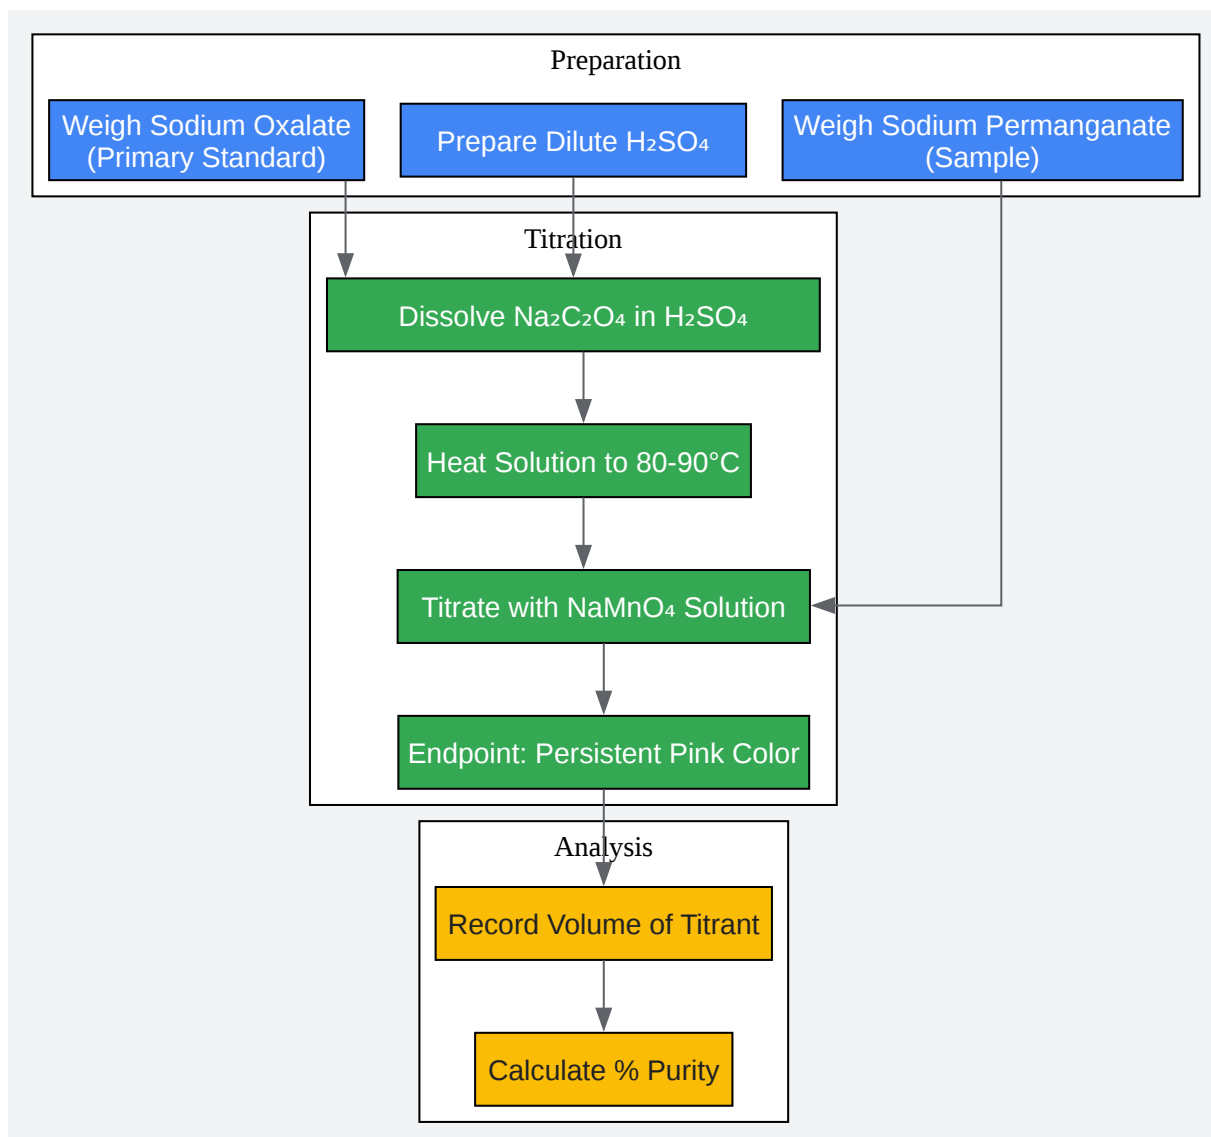 Preparation
Weigh Sodium Oxalate
(Primary Standard)
Prepare Dilute H₂SO₄
Weigh Sodium Permanganate
(Sample)
Titration
Dissolve Na₂C₂O₄ in H₂SO₄
Heat Solution to 80-90°C
Titrate with NaMnO₄ Solution
Endpoint: Persistent Pink Color
Analysis
Record Volume of Titrant
Calculate % Purity